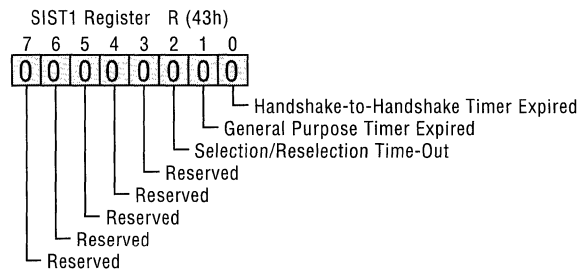 SIST1 Register R (43h)
7 6 5 4 3 2 1 0
0 0 0 0 0 0 0 0
Handshake-to-Handshake Timer Expired
General Purpose Timer Expired
Selection/Reselection Time-Out
Reserved
Reserved
Reserved
Reserved
Reserved